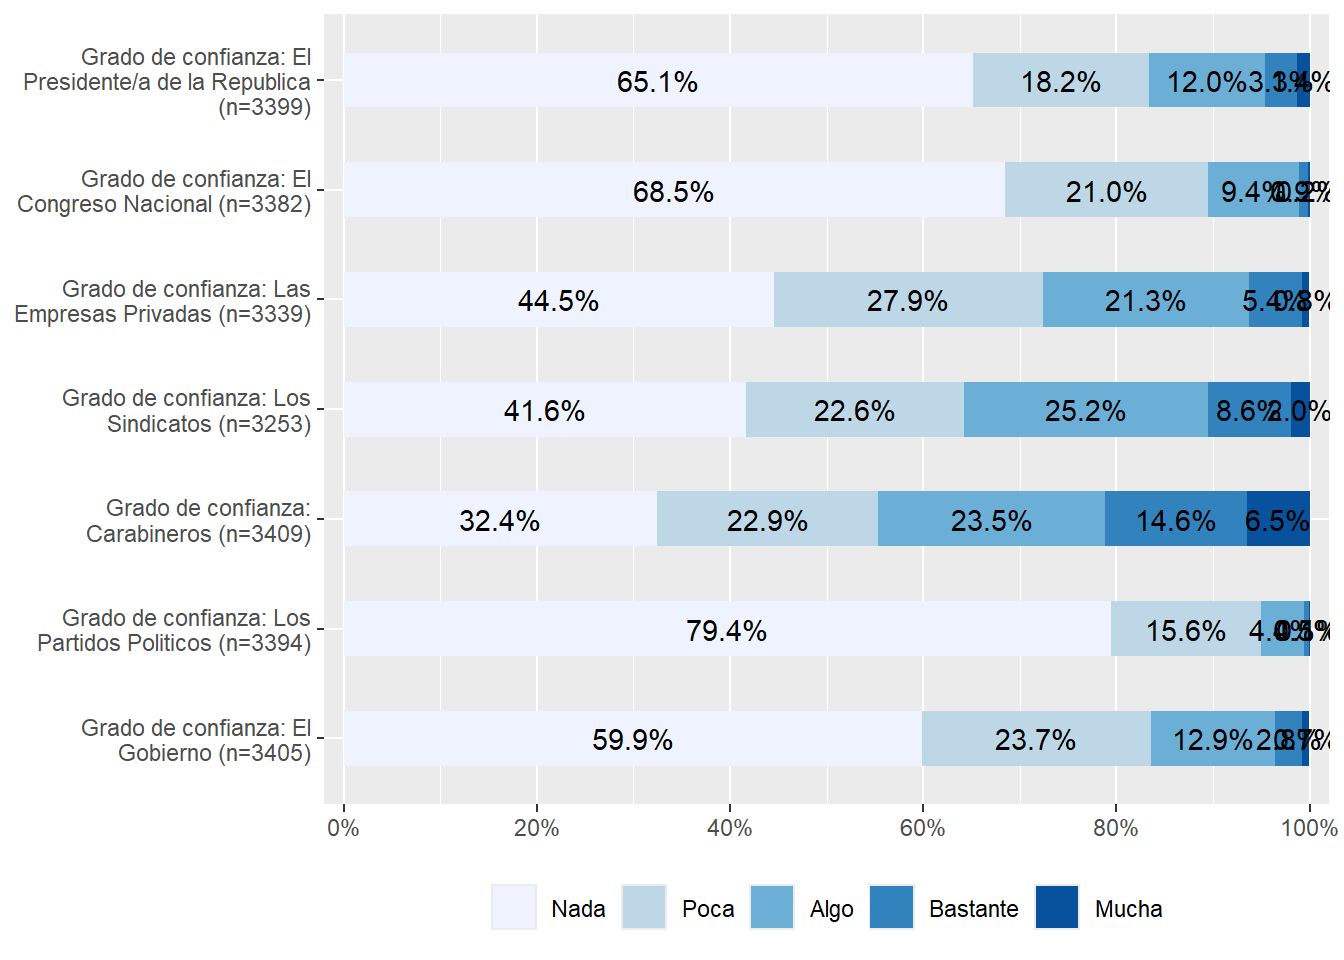 Grado de confianza: El
Presidente/a de la Republica
(n=3399)
65.1% 18.2% 12.0%
Grado de confianza: El
Congreso Nacional (n=3382)
68.5% 21.0% 9.4%
Grado de confianza: Las
Empresas Privadas (n=3339)
44.5% 27.9% 21.3% 5.4% 0.8%
Grado de confianza: Los
Sindicatos (n=3253)
41.6% 22.6% 25.2% 8.6% 2.0%
Grado de confianza:
Carabineros (n=3409)
32.4% 22.9% 23.5% 14.6% 6.5%
Grado de confianza: Los
Partidos Politicos (n=3394)
79.4% 15.6%
Grado de confianza: El
Gobierno (n=3405)
59.9% 23.7% 12.9% 2.8% 0.7%
0% 20% 40% 60% 80% 100%
Nada Poca Algo Bastante Mucha